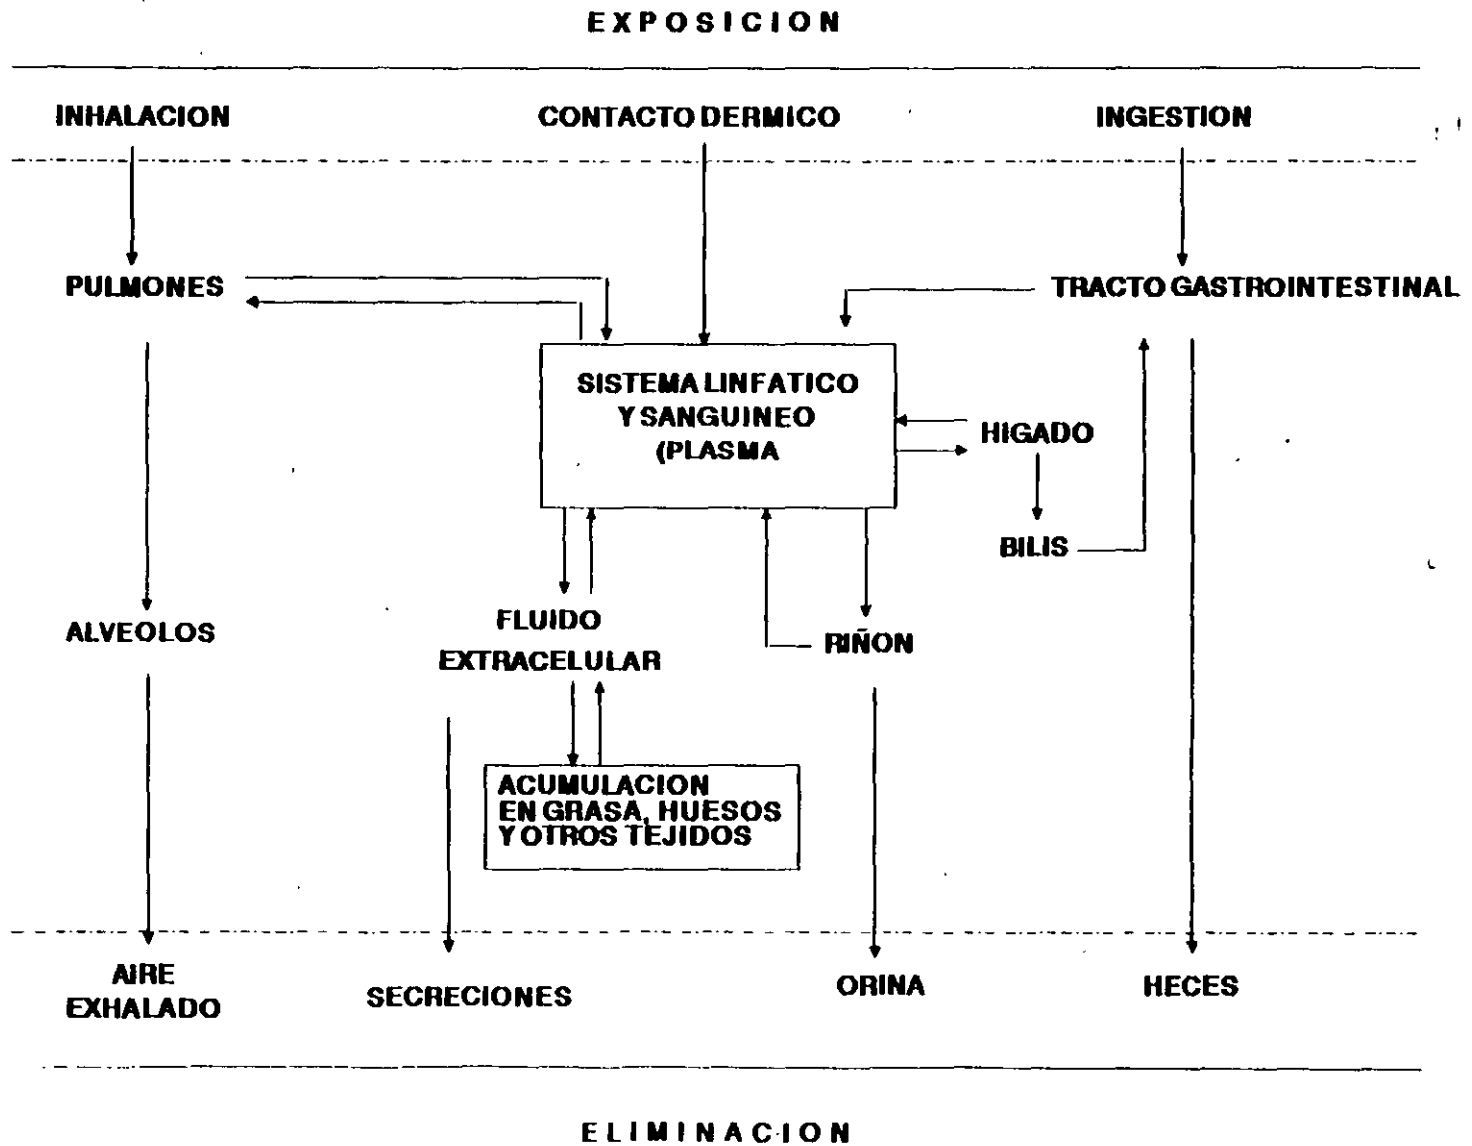 EXPOSICION
INHALACION
CONTACTO DERMICO
INGESTION
PULMONES
TRACTO GASTROINTESTINAL
SISTEMA LINFATICO
Y SANGUINEO
(PLASMA
HIGADO
BILIS
FLUIDO
EXTRACELULAR
RIÑON
ALVEOLOS
ACUMULACION
EN GRASA, HUESOS
Y OTROS TEJIDOS
AIRE
EXHALADO
SECRECIONES
ORINA
HECES
ELIMINACION